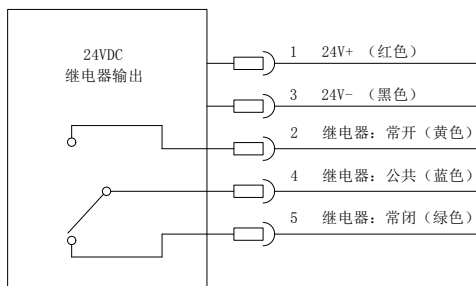 24VDC
继电器输出
1 24V+ （红色）
3 24V- （黑色）
2 继电器：常开（黄色）
4 继电器：公共（蓝色）
5 继电器：常闭（绿色）